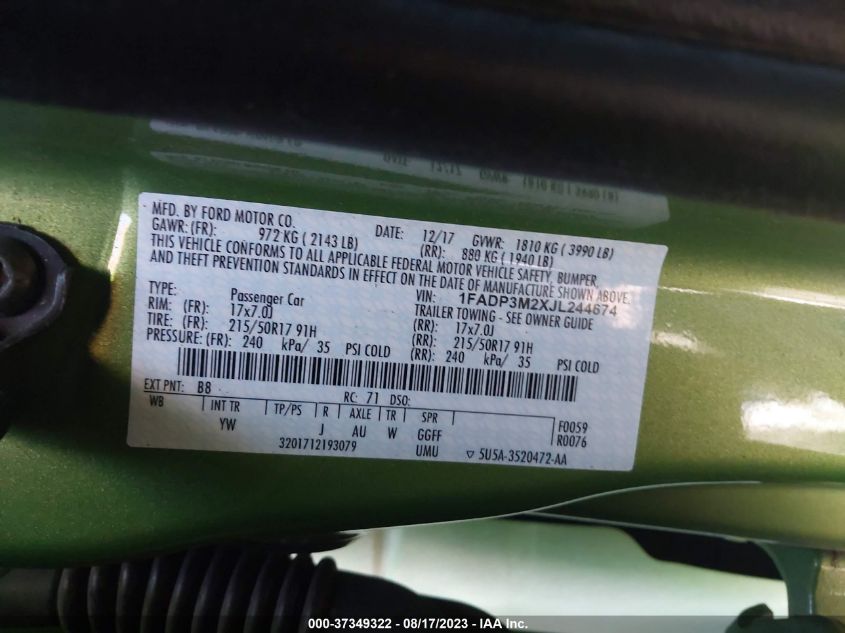 MFD. BY FORD MOTOR CO.
DATE: 12/17 GVWR: 1810 KG ( 3990 LB)
GAWR: (FR): 972 KG ( 2143 LB) (RR): 880 KG ( 1940 LB)
THIS VEHICLE CONFORMS TO ALL APPLICABLE FEDERAL MOTOR VEHICLE SAFETY, BUMPER,
AND THEFT PREVENTION STANDARDS IN EFFECT ON THE DATE OF MANUFACTURE SHOWN ABOVE.
VIN: 1FADP3M2XJL244674
TYPE: Passenger Car TRAILER TOWING - SEE OWNER GUIDE
RIM: (FR): 17x7.0J (RR): 17x7.0J
TIRE: (FR): 215/50R17 91H (RR): 215/50R17 91H
PRESSURE: (FR): 240 kPa/ 35 PSI COLD (RR): 240 kPa/ 35 PSI COLD
EXT PNT: B8 RC: 71 DSO:
WB INT TR TP/PS R AXLE TR SPR F0059
YW J AU W GGFF R0076
3201712193079 UMU ▽ 5U5A-3520472-AA
000-37349322 - 08/17/2023 - IAA Inc.